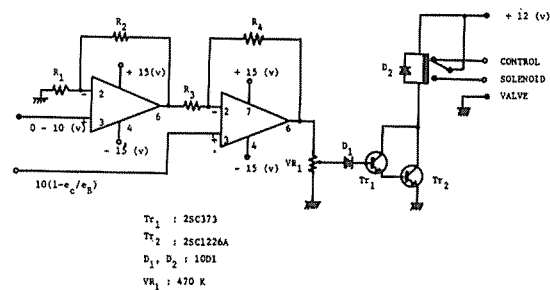 + 12 (v)
R2
R4
R1
+ 15(v)
R3
+ 15 (v)
D2
CONTROL
SOLENOID
VALVE
-
2
7
6
+
3
4
-
2
7
6
3
4
0 - 10 (v)
- 15 (v)
- 15 (v)
D1
VR1
Tr1
Tr2
10(1-ec/eB)
Tr1 : 2SC373
Tr2 : 2SC1226A
D1, D2 : 10D1
VR1 : 470 K